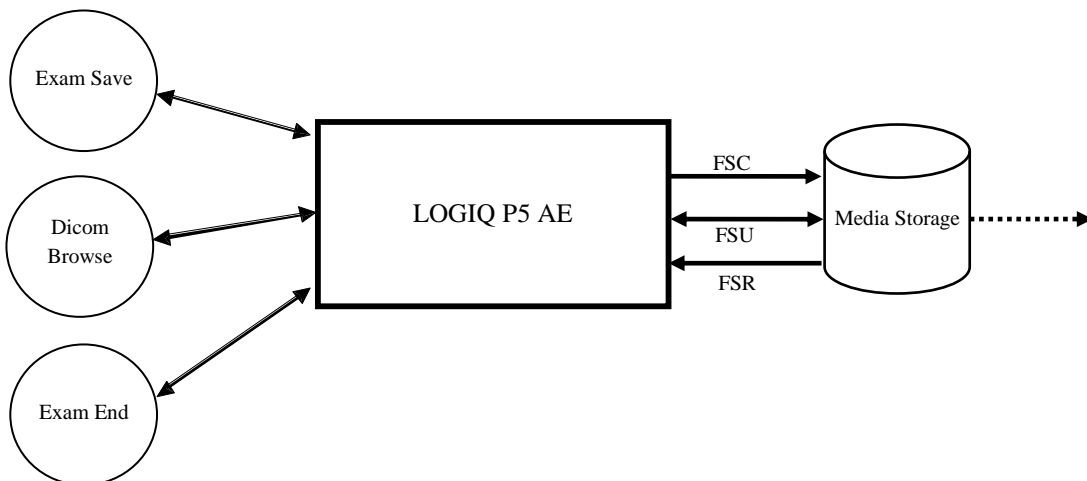 Exam Save
Dicom
Browse
Exam End
LOGIQ P5 AE
FSC
FSU
FSR
Media Storage